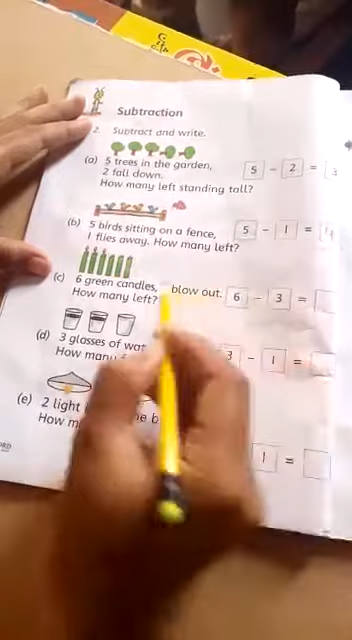 Subtraction
2. Subtract and write.
(a) 5 trees in the garden,
2 fall down.
How many left standing tall?
5 - 2 = 3
(b) 5 birds sitting on a fence,
1 flies away. How many left?
5 - 1 = 4
(c) 6 green candles, blow out.
How many left?
6 - 3 =
(d) 3 glasses of
How many
3 - 1 =
(e) 2 light
How
1 =